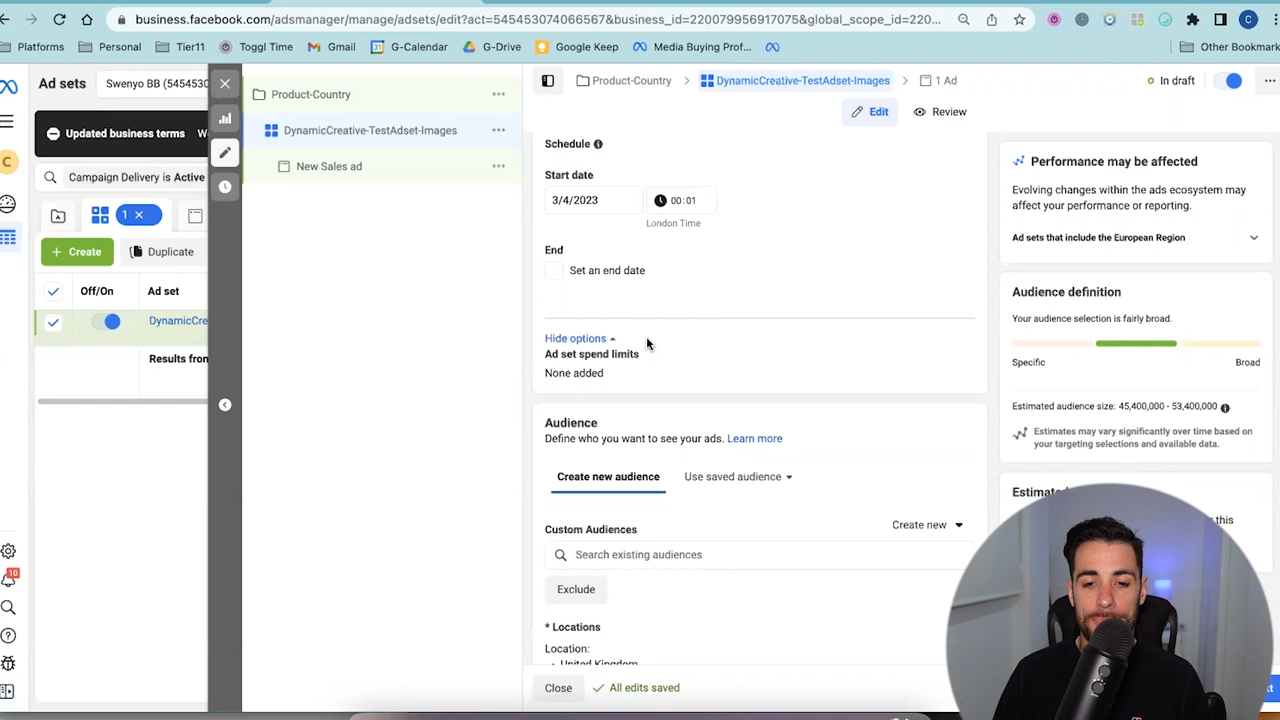 business.facebook.com/adsmanager/manage/adsets/edit?act=545453074066567&business_id=220079956917075&global_scope_id=220...
C
Platforms
Personal
Tier11
Toggl Time
Gmail
G-Calendar
G-Drive
Google Keep
Media Buying Prof...
Other Bookmark
Ad sets
Swenyo BB (5454530
Updated business terms
Campaign Delivery is Active
1
Create
Duplicate
Off/On
Ad set
DynamicCre
Results from
C
10
Product-Country
DynamicCreative-TestAdset-Images
New Sales ad
Product-Country
DynamicCreative-TestAdset-Images
1 Ad
In draft
Edit
Review
Schedule
Start date
3/4/2023
00:01
London Time
End
Set an end date
Hide options
Ad set spend limits
None added
Audience
Define who you want to see your ads. Learn more
Create new audience
Use saved audience
Custom Audiences
Create new
Search existing audiences
Exclude
* Locations
Location:
United Kingdom
Close
All edits saved
Performance may be affected
Evolving changes within the ads ecosystem may
affect your performance or reporting.
Ad sets that include the European Region
Audience definition
Your audience selection is fairly broad.
Specific
Broad
Estimated audience size: 45,400,000 - 53,400,000
Estimates may vary significantly over time based on
your targeting selections and available data.